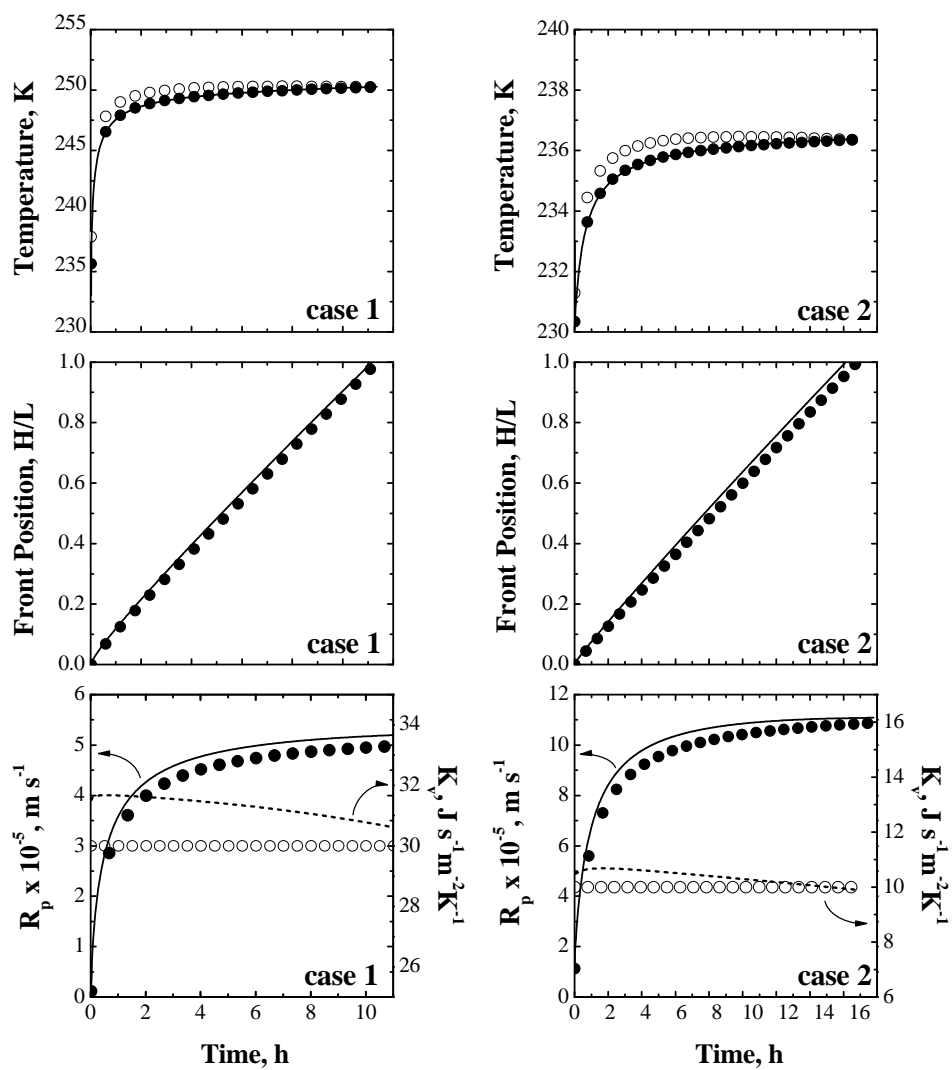 255
250
245
240
235
230
Temperature, K
case 1
240
238
236
234
232
230
Temperature, K
case 2
1.0
0.8
0.6
0.4
0.2
0.0
Front Position, H/L
case 1
1.0
0.8
0.6
0.4
0.2
0.0
Front Position, H/L
case 2
6
5
4
3
2
1
0
R_p x 10^-5, m s^-1
34
32
30
28
26
K_v, J s^-1 m^-2 K^-1
case 1
0 2 4 6 8 10
Time, h
12
10
8
6
4
2
0
R_p x 10^-5, m s^-1
16
14
12
10
8
6
K_v, J s^-1 m^-2 K^-1
case 2
0 2 4 6 8 10 12 14 16
Time, h